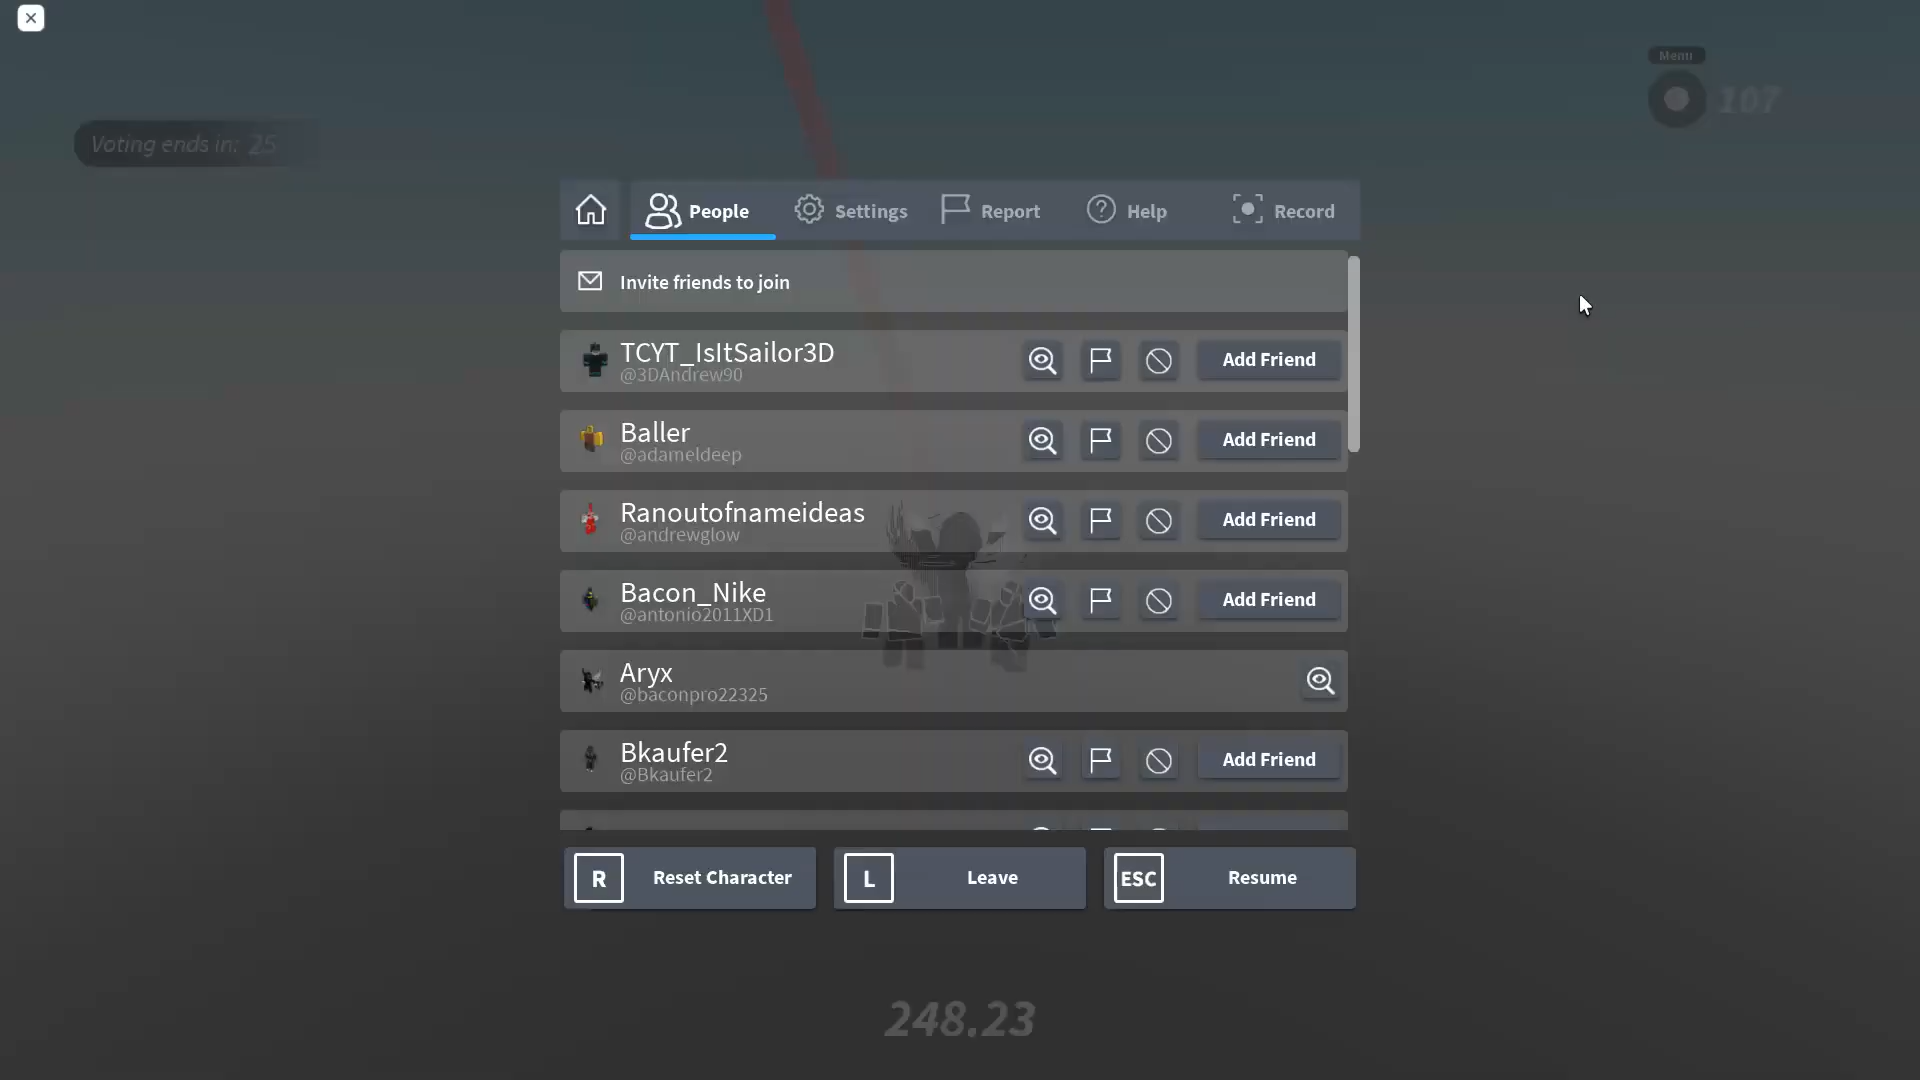 Menu
107
Voting ends in: 25
People
Settings
Report
Help
Record
Invite friends to join
TCYT_IsItSailor3D
@3DAndrew90
Add Friend
Baller
@adameldeep
Add Friend
Ranoutofnameideas
@andrewglow
Add Friend
Bacon_Nike
@antonio2011XD1
Add Friend
Aryx
@baconpro22325
Bkaufer2
@Bkaufer2
Add Friend
R Reset Character
L Leave
ESC Resume
248.23